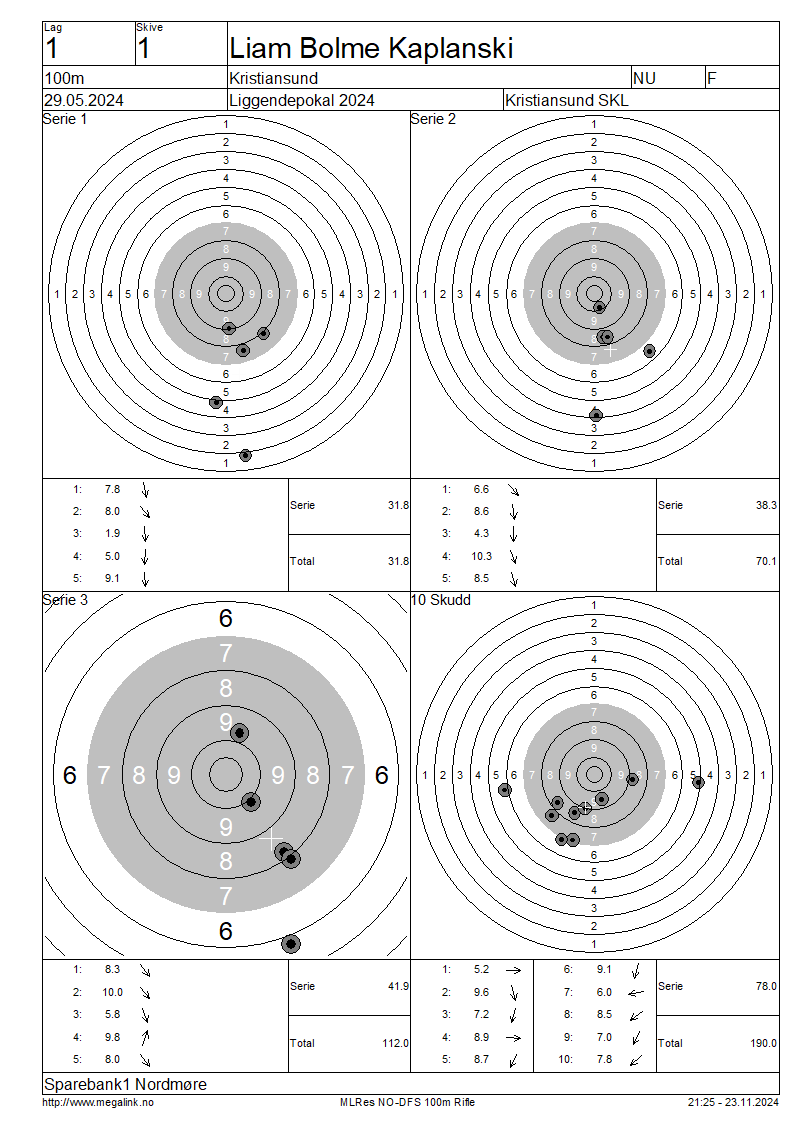 Lag Skive
1 1 Liam Bolme Kaplanski
100m Kristiansund NU F
29.05.2024 Liggendepokal 2024 Kristiansund SKL
Serie 1 Serie 2
1 1
2 2
3 3
4 4
5 5
6 6
7 7
8 8
9 9
1 2 3 4 5 6 7 8 9 9 8 7 6 5 4 3 2 1 1 2 3 4 5 6 7 8 9 9 8 7 6 5 4 3 2 1
9 9
8 8
7 7
6 6
5 5
4 4
3 3
2 2
1 1
1: 7.8 1: 6.6
2: 8.0 Serie 31.8 2: 8.6 Serie 38.3
3: 1.9 3: 4.3
4: 5.0 Total 31.8 4: 10.3 Total 70.1
5: 9.1 5: 8.5
Serie 3 10 Skudd
6 1
7 2
8 3
9 4
5
6
7
8
9
6 7 8 9 9 8 7 6 1 2 3 4 5 6 7 8 9 9 8 7 6 5 4 3 2 1
9 8
8 7
7 6
6 5
4
3
2
1
1: 8.3 1: 5.2 6: 9.1
2: 10.0 Serie 41.9 2: 9.6 7: 6.0 Serie 78.0
3: 5.8 3: 7.2 8: 8.5
4: 9.8 Total 112.0 4: 8.9 9: 7.0 Total 190.0
5: 8.0 5: 8.7 10: 7.8
Sparebank1 Nordmøre
http://www.megalink.no MLRes NO-DFS 100m Rifle 21:25 - 23.11.2024